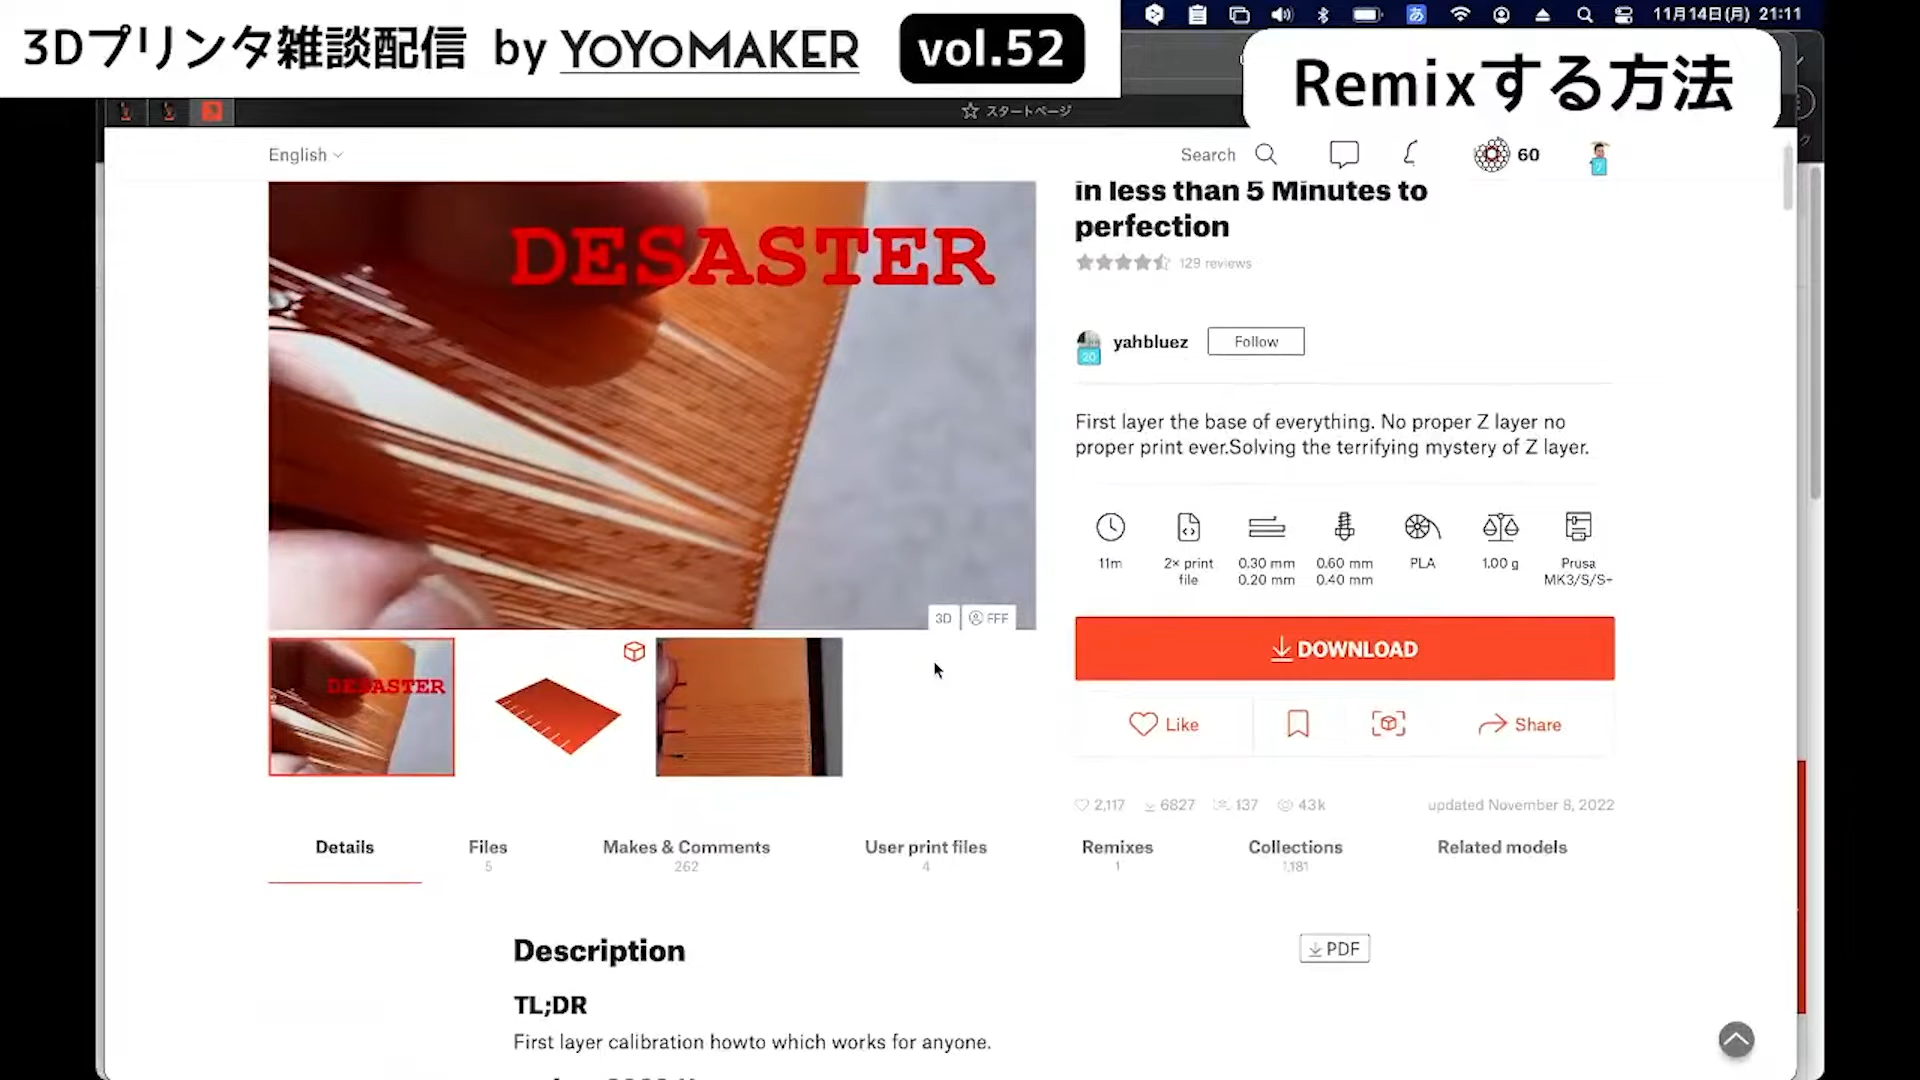 3Dプリンタ雑談配信 by YOYOMAKER vol.52
11月14日(月) 21:11
Remixする方法
スタートページ
English
Search
60
in less than 5 Minutes to
perfection
129 reviews
DESASTER
yahbluez
20
Follow
First layer the base of everything. No proper Z layer no
proper print ever.Solving the terrifying mystery of Z layer.
11m
2× print
file
0.30 mm
0.20 mm
0.60 mm
0.40 mm
PLA
1.00 g
Prusa
MK3/S/S+
3D
FFF
DOWNLOAD
DESASTER
Like
Share
2,117
6827
137
43k
updated November 8, 2022
Details
Files
5
Makes & Comments
262
User print files
4
Remixes
1
Collections
1,181
Related models
Description
PDF
TL;DR
First layer calibration howto which works for anyone.